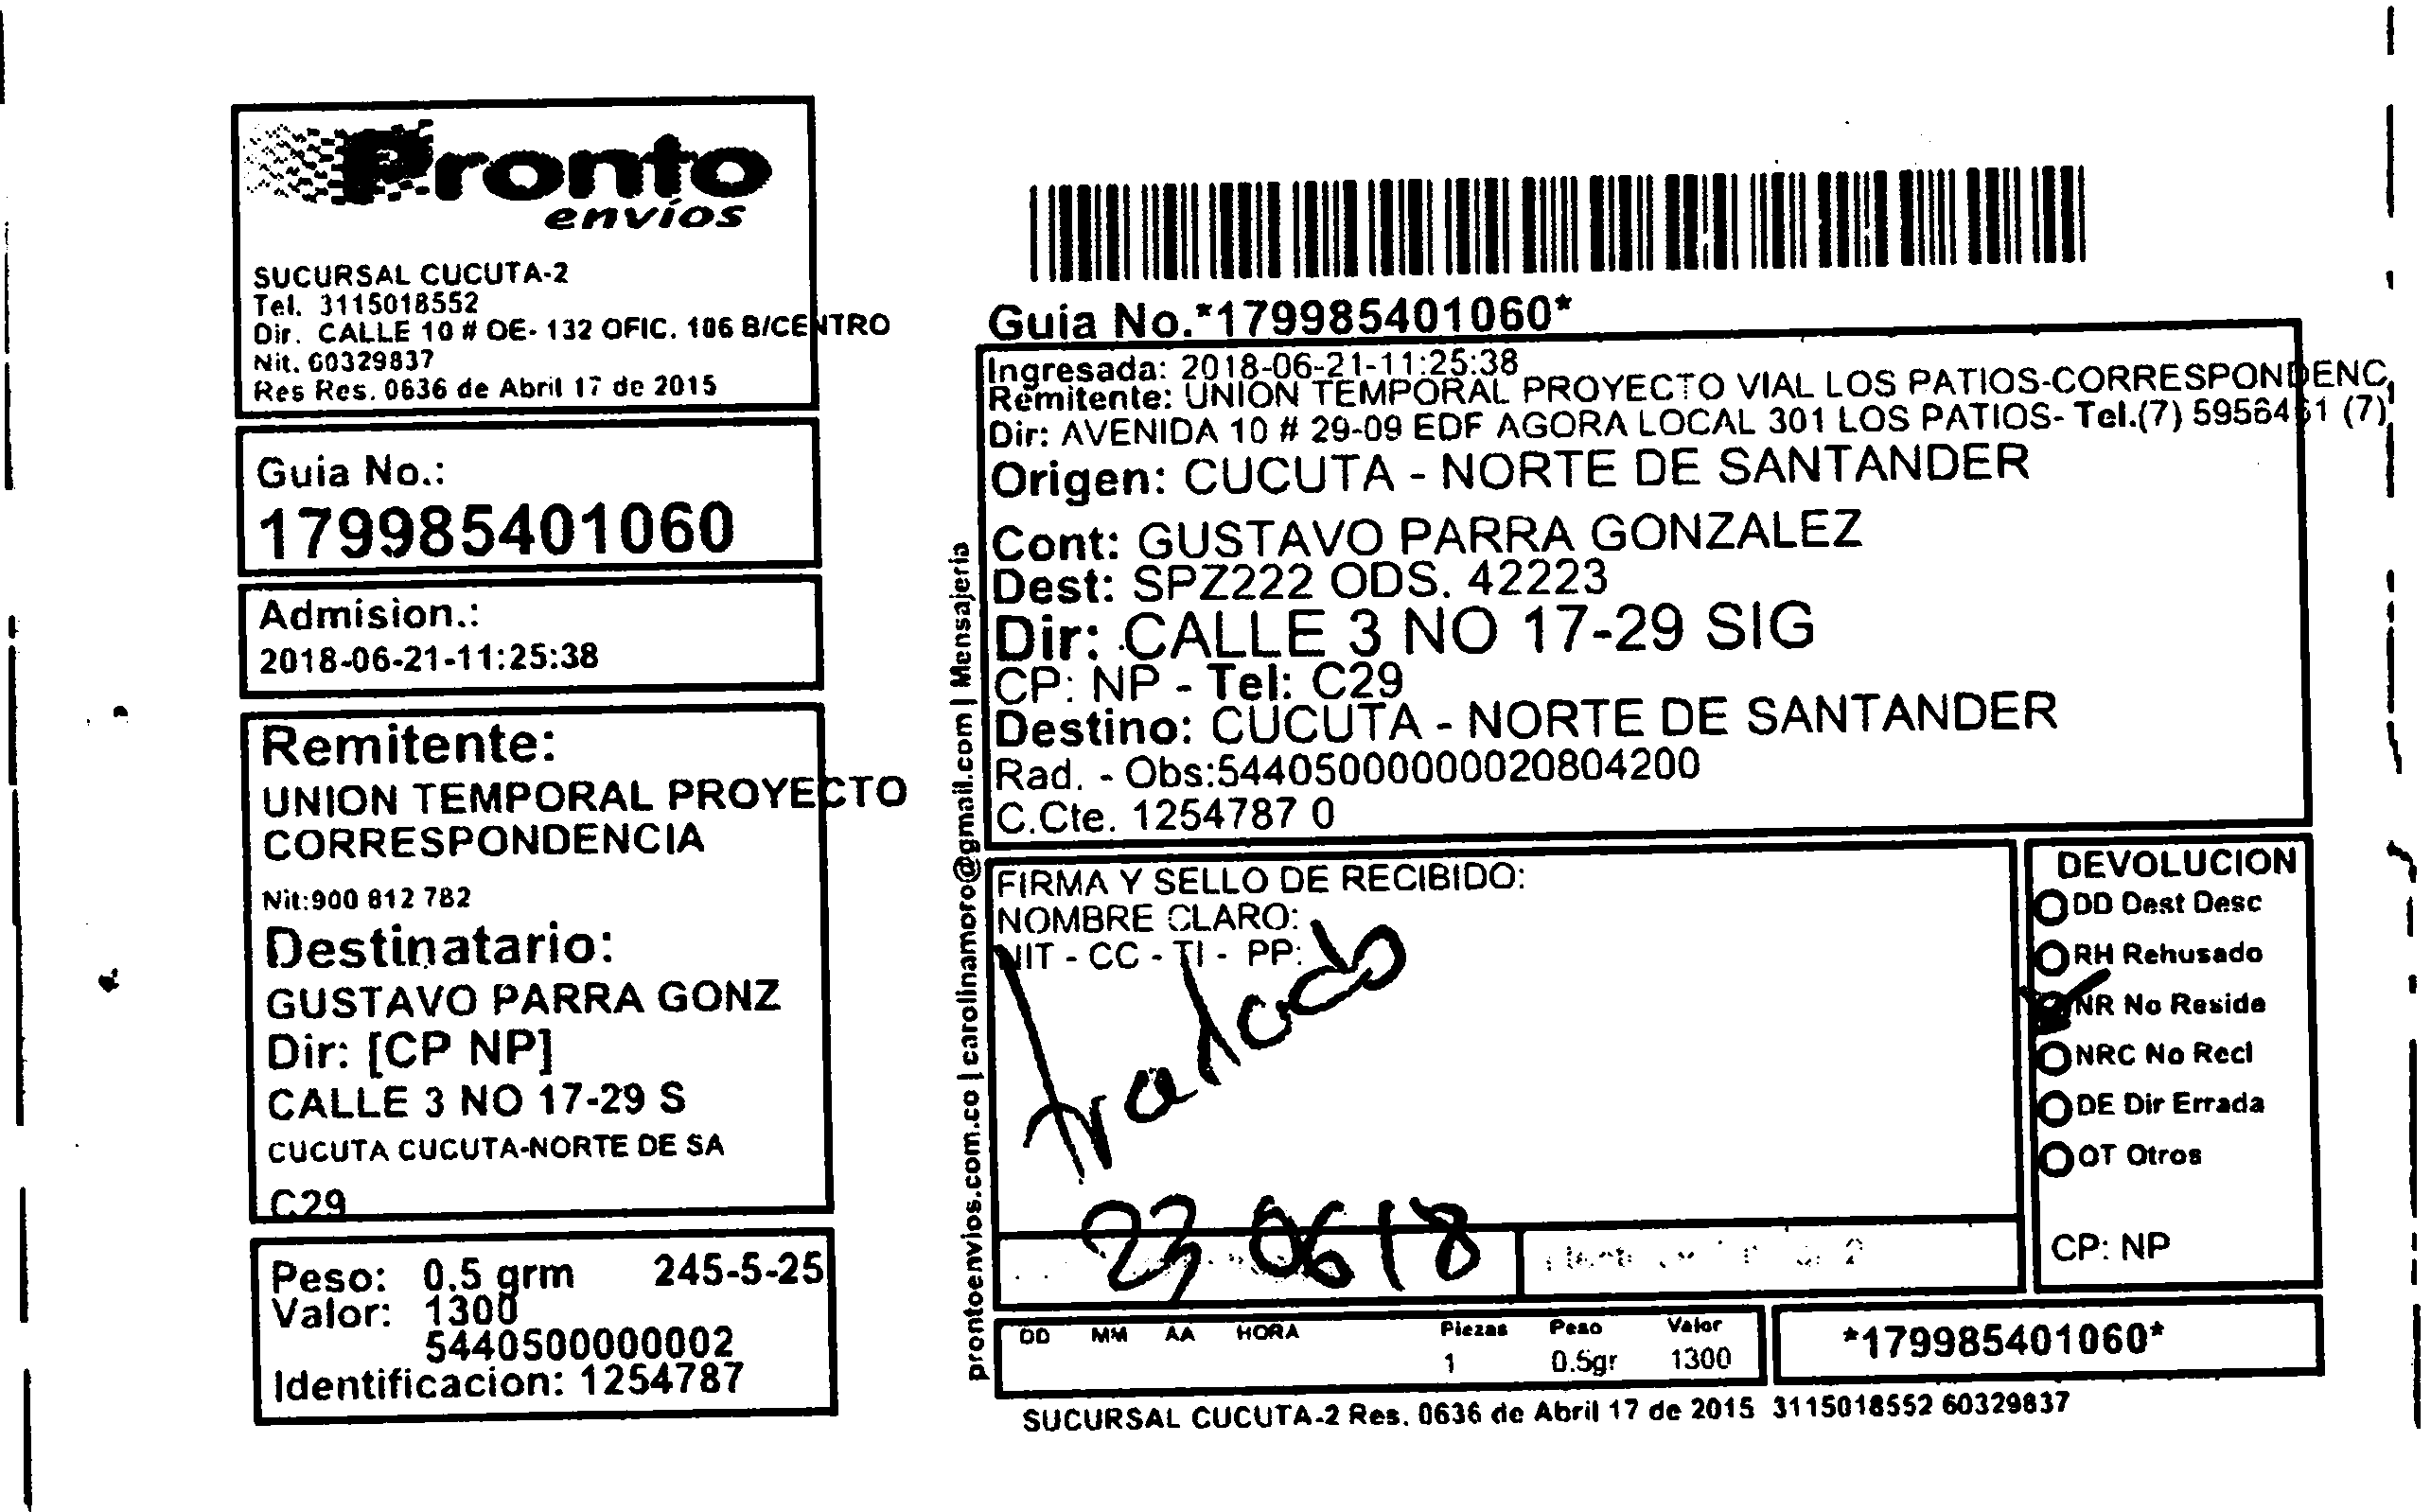 Pronto
envíos
SUCURSAL CUCUTA-2
Tel. 3115018552
Dir. CALLE 10 # OE- 132 OFIC. 106 B/CENTRO
Nit. 60329837
Res Res. 0636 de Abril 17 de 2015
Guia No.:
179985401060
Admision.:
2018-06-21-11:25:38
Remitente:
UNION TEMPORAL PROYECTO
CORRESPONDENCIA
Nit:900 812 782
Destinatario:
GUSTAVO PARRA GONZ
Dir: [CP NP]
CALLE 3 NO 17-29 S
CUCUTA CUCUTA-NORTE DE SA
C29
Peso: 0.5 grm 245-5-25
Valor: 1300
5440500000002
Identificacion: 1254787
prontoenvios.com.co | carolinamoro@gmail.com | Mensajeria
Guia No.*179985401060*
Ingresada: 2018-06-21-11:25:38
Remitente: UNION TEMPORAL PROYECTO VIAL LOS PATIOS-CORRESPONDENC
Dir: AVENIDA 10 # 29-09 EDF AGORA LOCAL 301 LOS PATIOS- Tel.(7) 5956461 (7)
Origen: CUCUTA - NORTE DE SANTANDER
Cont: GUSTAVO PARRA GONZALEZ
Dest: SPZ222 ODS. 42223
Dir: CALLE 3 NO 17-29 SIG
CP: NP - Tel: C29
Destino: CUCUTA - NORTE DE SANTANDER
Rad. - Obs:544050000000020804200
C.Cte. 1254787 0
FIRMA Y SELLO DE RECIBIDO:
NOMBRE CLARO:
NIT - CC - TI - PP:
23 06 18
DD MM AA HORA
Piezas Peso Valor
1 0.5gr 1300
DEVOLUCION
DD Dest Desc
RH Rehusado
NR No Reside
NRC No Recl
DE Dir Errada
OT Otros
CP: NP
*179985401060*
SUCURSAL CUCUTA-2 Res. 0636 de Abril 17 de 2015 3115018552 60329837